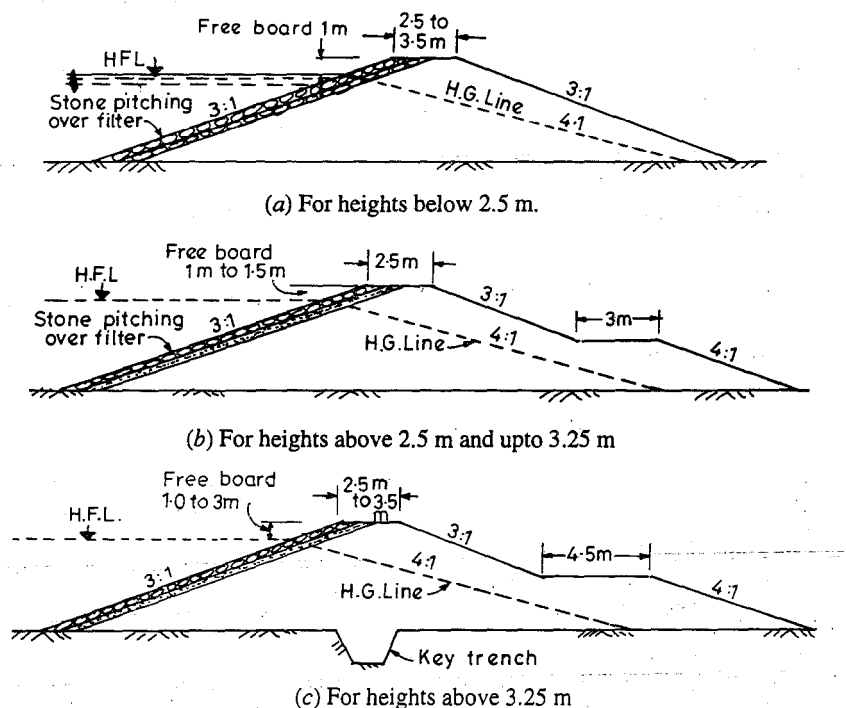 Free board 1m
2.5 to
3.5m
HFL
3:1
Stone pitching
over filter
3:1
H.G. Line
4:1
(a) For heights below 2.5 m.
Free board
1m to 1.5m
2.5m
H.F.L
3:1
Stone pitching
over filter
3:1
3m
H.G. Line
4:1
4:1
(b) For heights above 2.5 m and upto 3.25 m
Free board
1.0 to 3m
2.5m
to 3.5
m
H.F.L.
3:1
3:1
4:1
H.G. Line
4.5m
4:1
Key trench
(c) For heights above 3.25 m